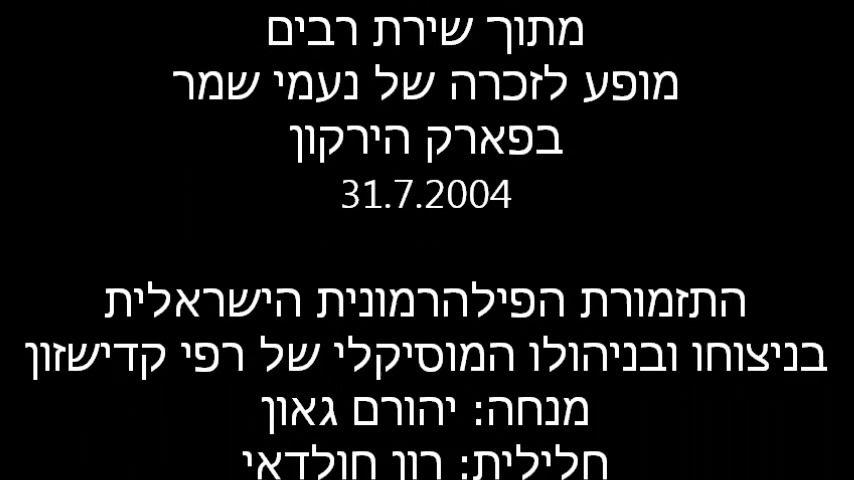 מתוך שירת רבים
מופע לזכרה של נעמי שמר
בפארק הירקון
31.7.2004
התזמורת הפילהרמונית הישראלית
בניצוחו ובניהולו המוסיקלי של רפי קדישזון
מנחה: יהורם גאון
חלילית: רון חולדאי